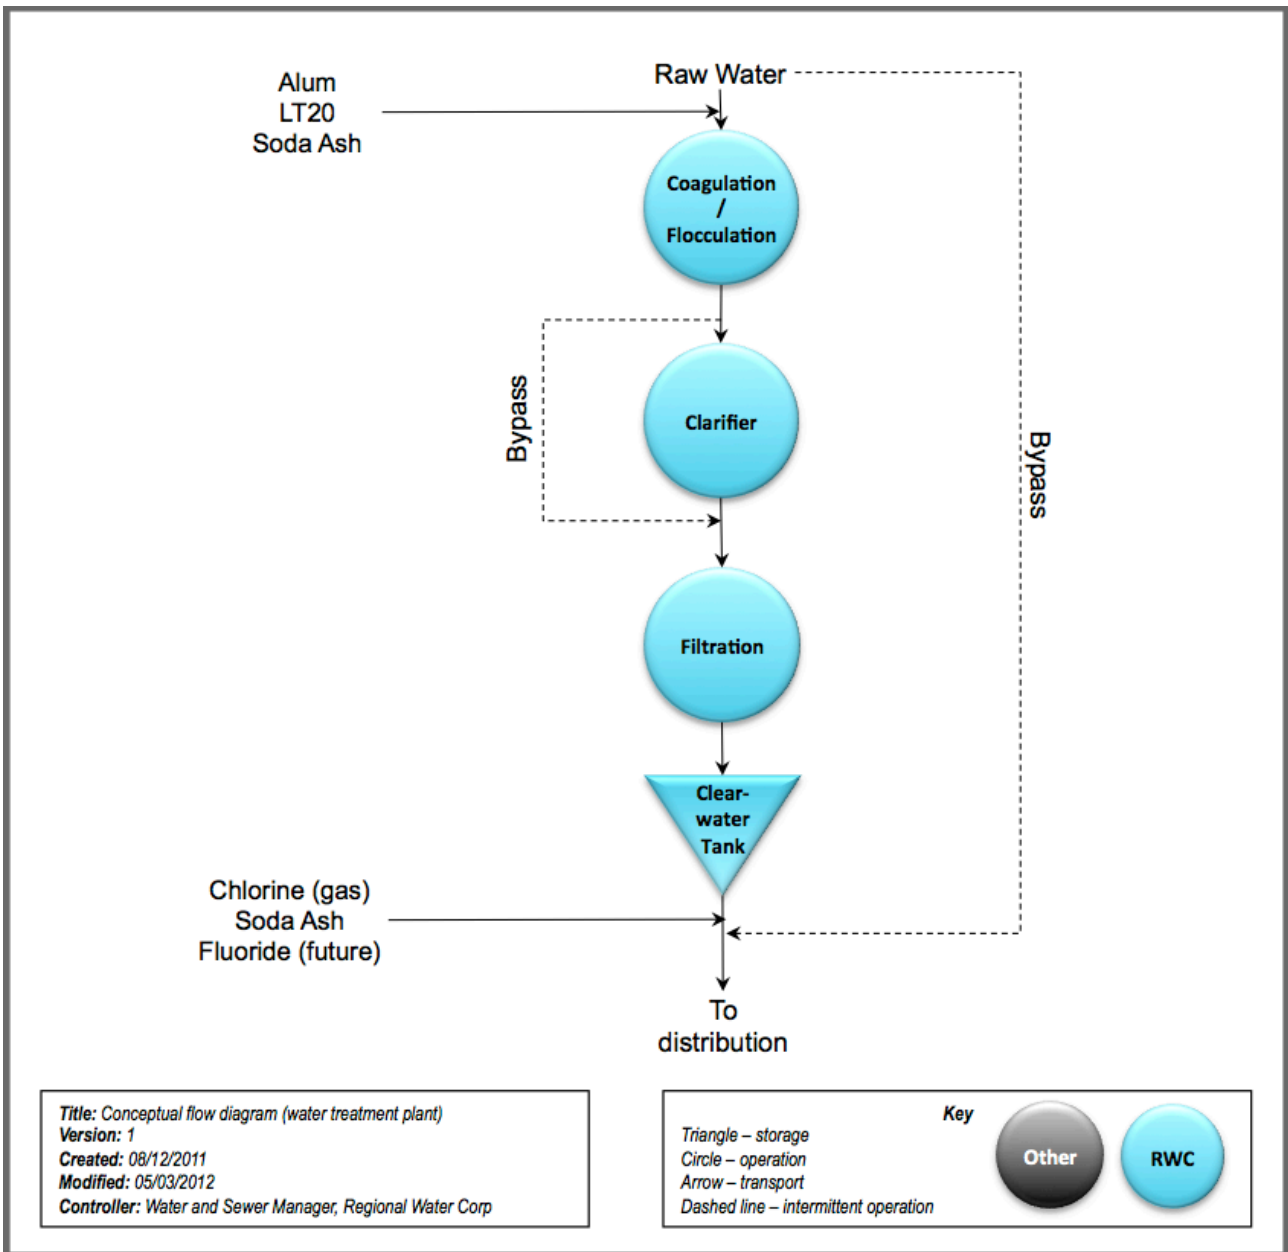 Raw Water
Alum
LT20
Soda Ash
Coagulation
/
Flocculation
Bypass
Clarifier
Bypass
Filtration
Clear-
water
Tank
Chlorine (gas)
Soda Ash
Fluoride (future)
To
distribution
Title: Conceptual flow diagram (water treatment plant)
Version: 1
Created: 08/12/2011
Modified: 05/03/2012
Controller: Water and Sewer Manager, Regional Water Corp
Key
Triangle – storage
Circle – operation
Arrow – transport
Dashed line – intermittent operation
Other
RWC